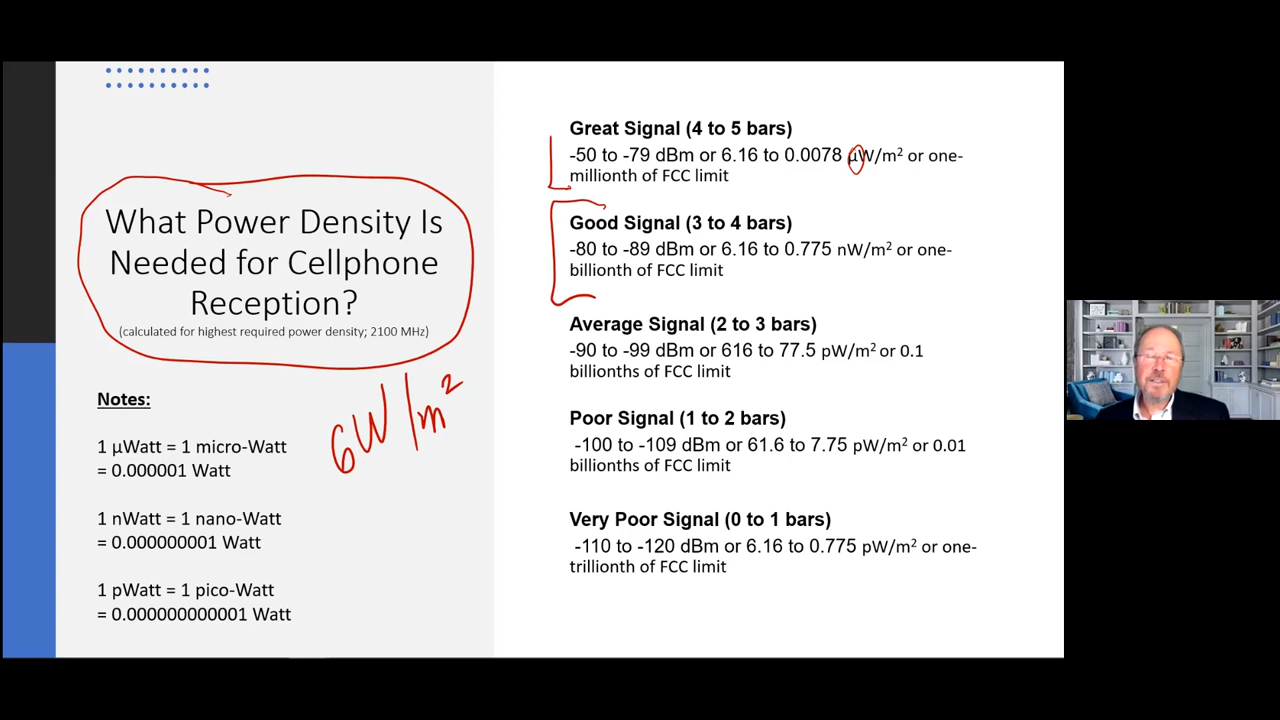 What Power Density Is
Needed for Cellphone
Reception?
(calculated for highest required power density; 2100 MHz)
6W/m²
Notes:
1 µWatt = 1 micro-Watt
= 0.000001 Watt
1 nWatt = 1 nano-Watt
= 0.000000001 Watt
1 pWatt = 1 pico-Watt
= 0.000000000001 Watt
Great Signal (4 to 5 bars)
-50 to -79 dBm or 6.16 to 0.0078 µW/m² or one-
millionth of FCC limit
Good Signal (3 to 4 bars)
-80 to -89 dBm or 6.16 to 0.775 nW/m² or one-
billionth of FCC limit
Average Signal (2 to 3 bars)
-90 to -99 dBm or 616 to 77.5 pW/m² or 0.1
billionths of FCC limit
Poor Signal (1 to 2 bars)
-100 to -109 dBm or 61.6 to 7.75 pW/m² or 0.01
billionths of FCC limit
Very Poor Signal (0 to 1 bars)
-110 to -120 dBm or 6.16 to 0.775 pW/m² or one-
trillionth of FCC limit